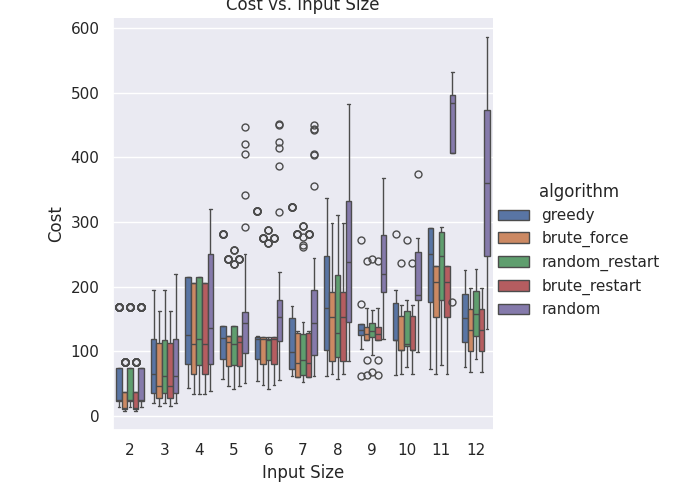 Cost vs. Input Size
600
500
400
300
200
100
0
Cost
2 3 4 5 6 7 8 9 10 11 12
Input Size
algorithm
greedy
brute_force
random_restart
brute_restart
random